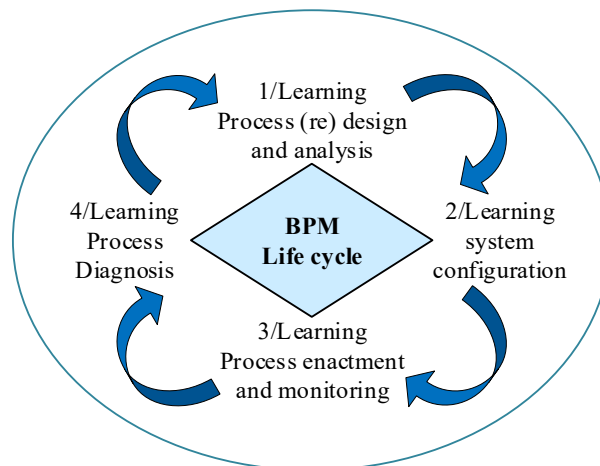 1/Learning
Process (re) design
and analysis
2/Learning
system
configuration
3/Learning
Process enactment
and monitoring
4/Learning
Process
Diagnosis
BPM
Life cycle